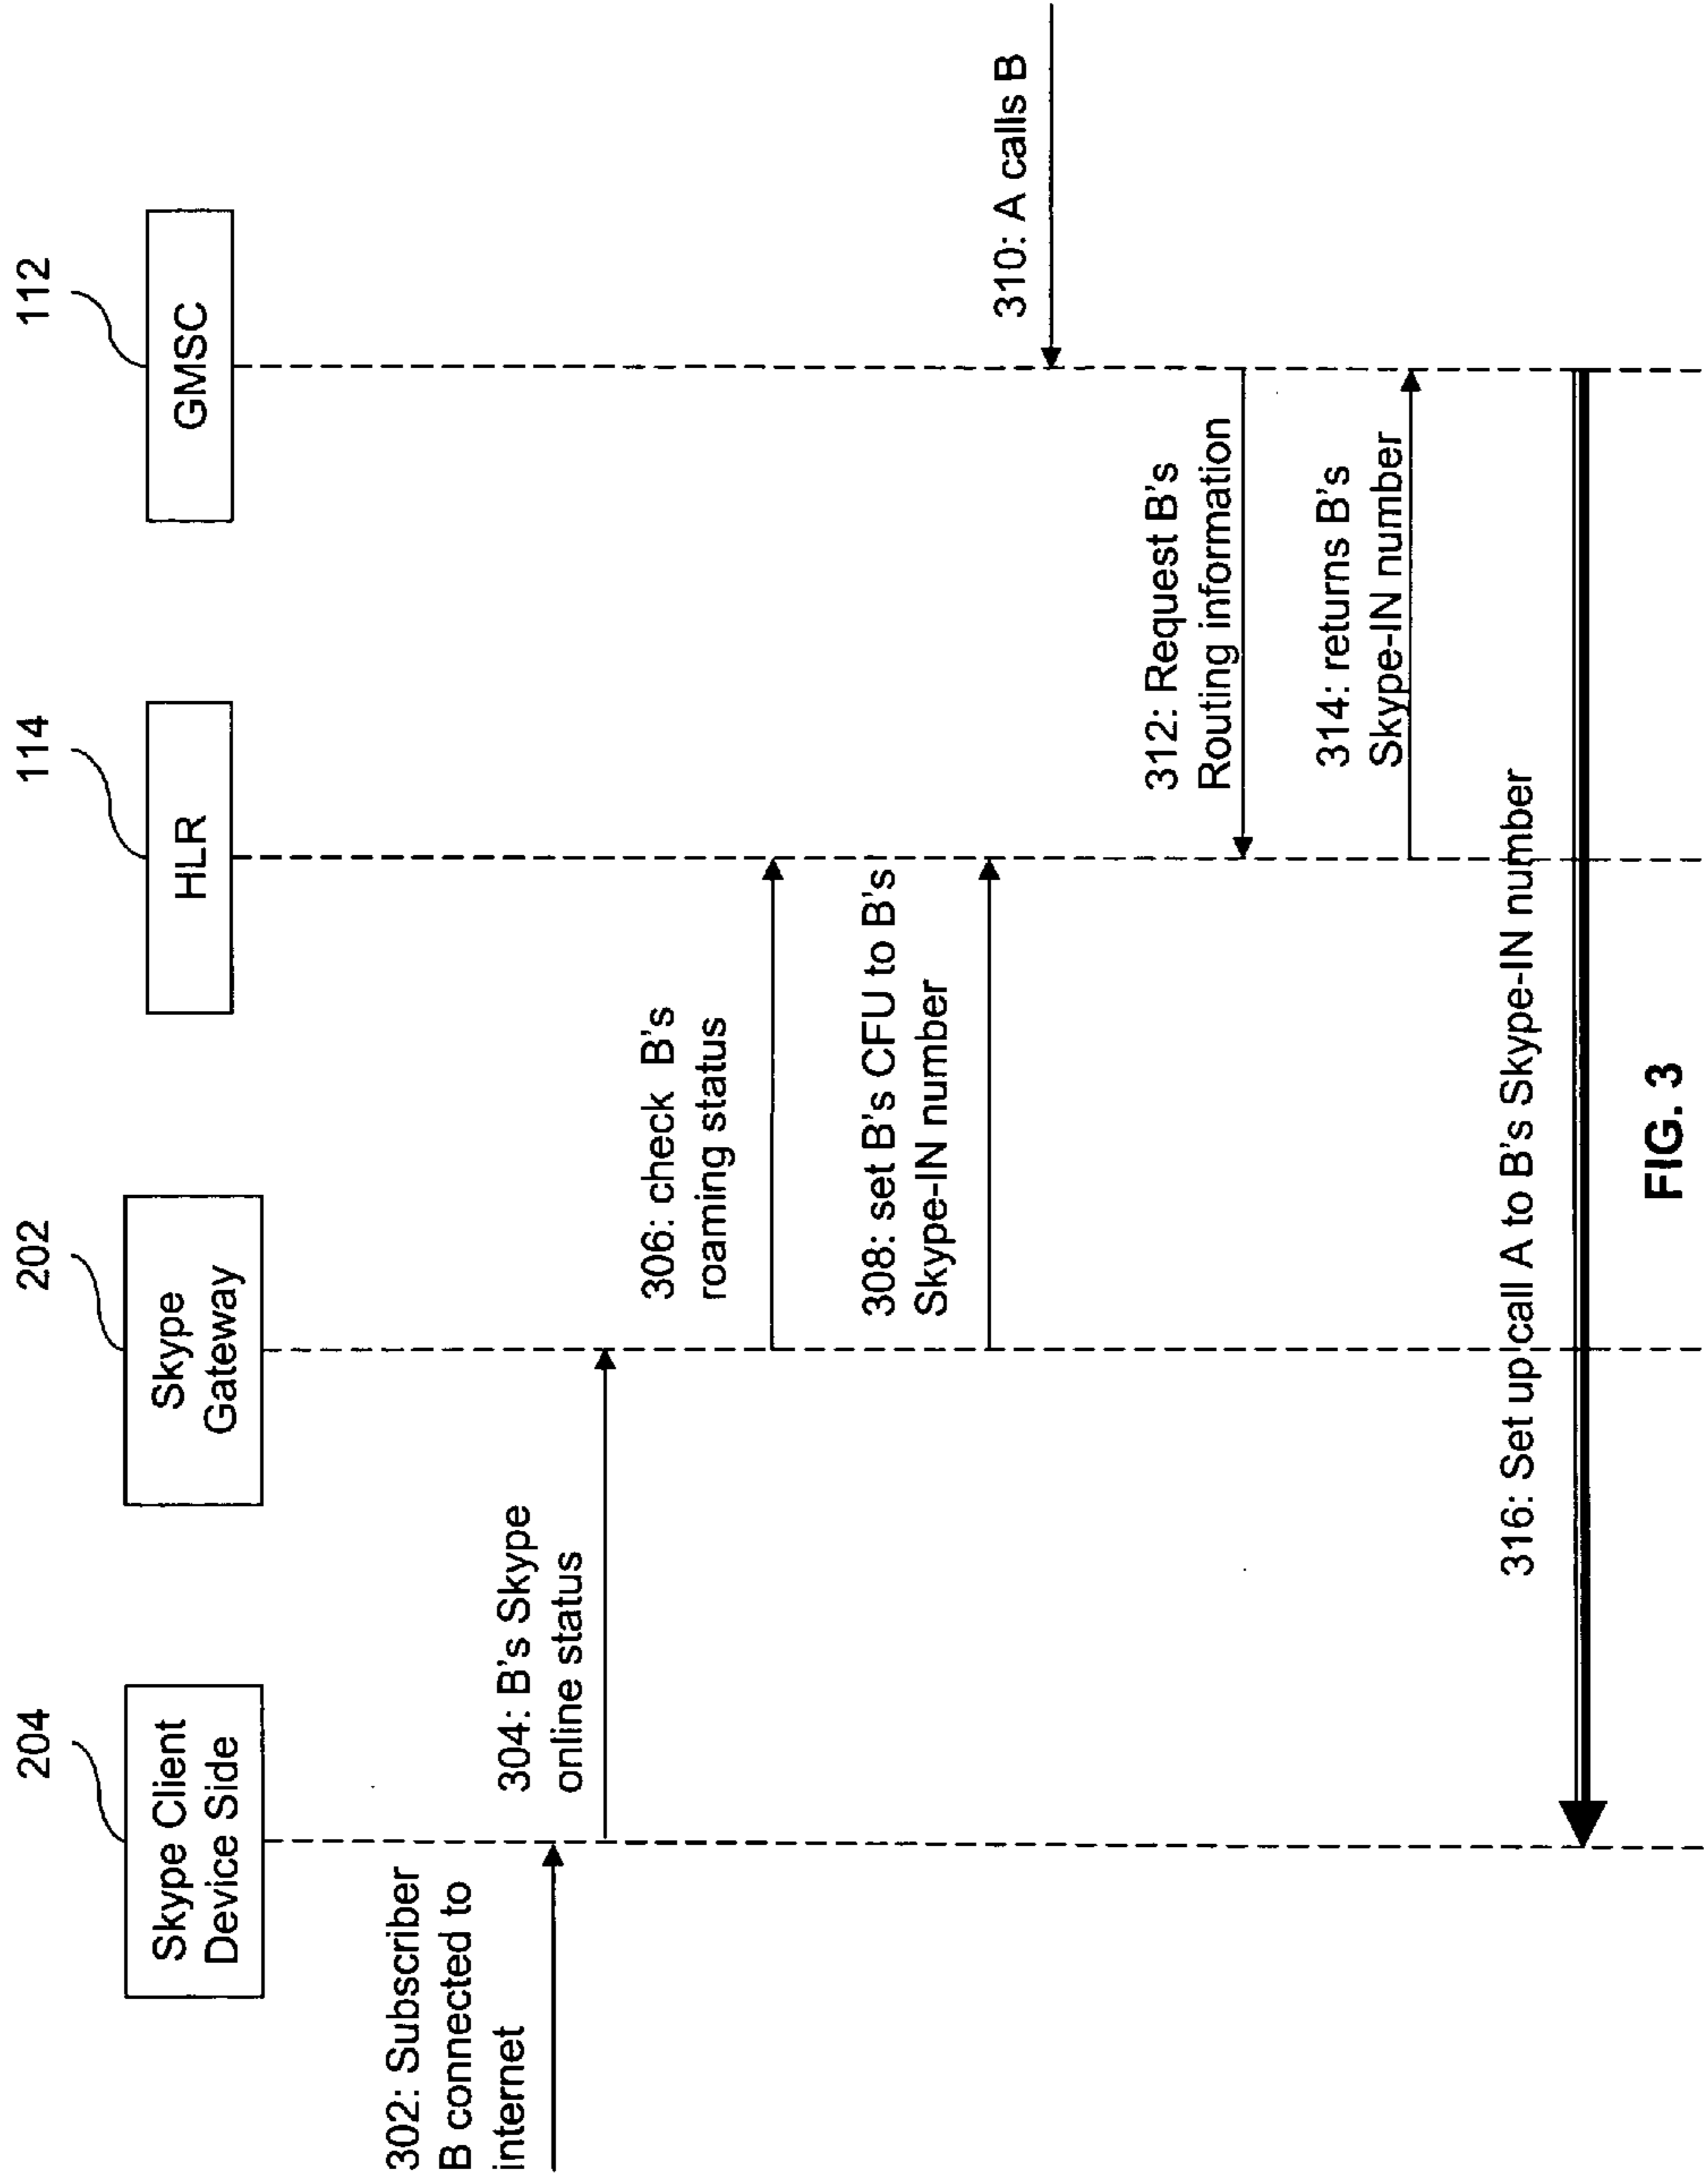 204
202
114
112
Skype Client
Device Side
Skype
Gateway
HLR
GMSC
302: Subscriber
B connected to
internet
304: B's Skype
online status
306: check B's
roaming status
308: set B's CFU to B's
Skype-IN number
310: A calls B
312: Request B's
Routing information
314: returns B's
Skype-IN number
316: Set up call A to B's Skype-IN number
FIG. 3